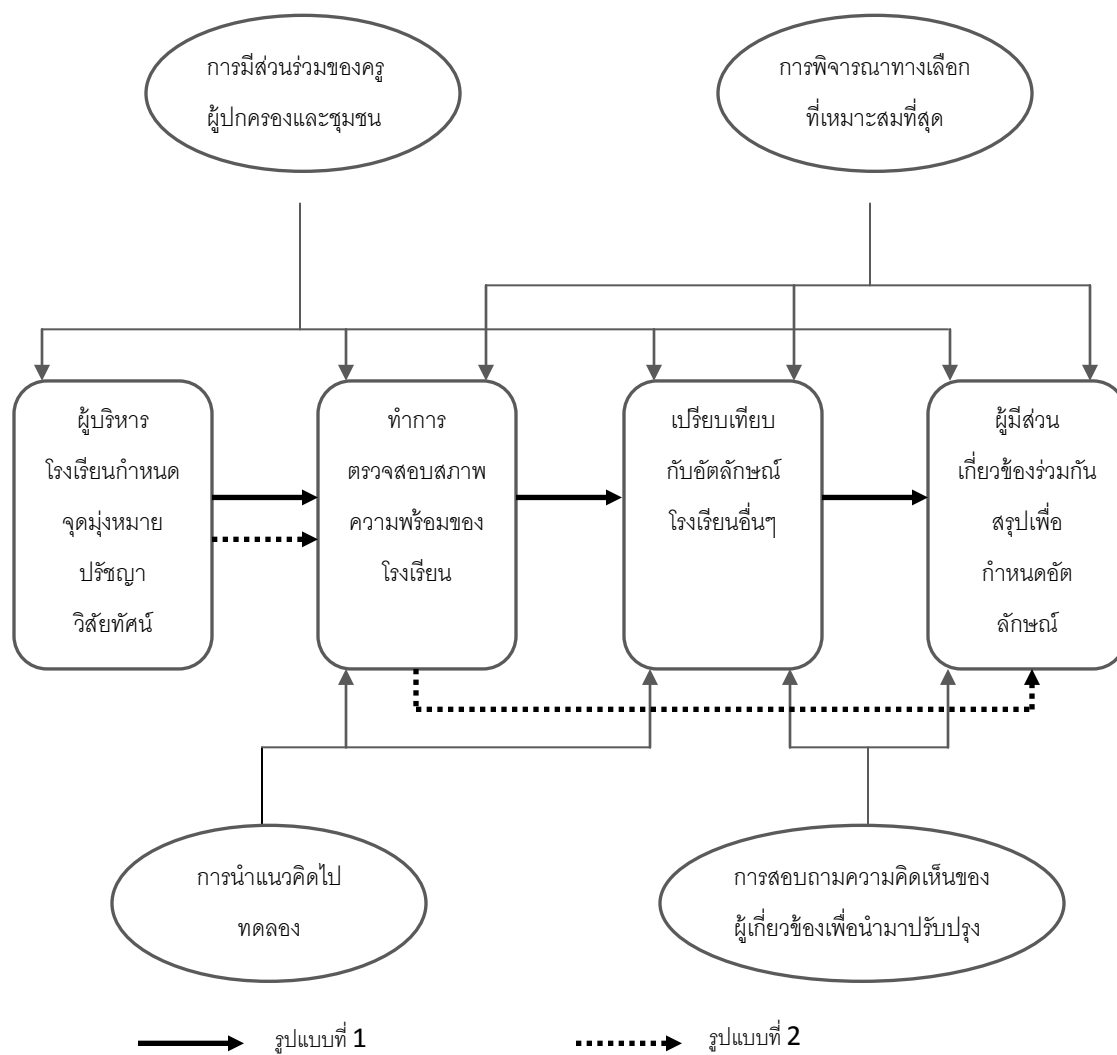 การมีส่วนร่วมของครู
ผู้ปกครองและชุมชน
การพิจารณาทางเลือก
ที่เหมาะสมที่สุด
ผู้บริหาร
โรงเรียนกำหนด
จุดมุ่งหมาย
ปรัชญา
วิสัยทัศน์
ทำการ
ตรวจสอบสภาพ
ความพร้อมของ
โรงเรียน
เปรียบเทียบ
กับอัตลักษณ์
โรงเรียนอื่นๆ
ผู้มีส่วน
เกี่ยวข้องร่วมกัน
สรุปเพื่อ
กำหนดอัต
ลักษณ์
การนำแนวคิดไป
ทดลอง
การสอบถามความคิดเห็นของ
ผู้เกี่ยวข้องเพื่อนำมาปรับปรุง
รูปแบบที่ 1
รูปแบบที่ 2